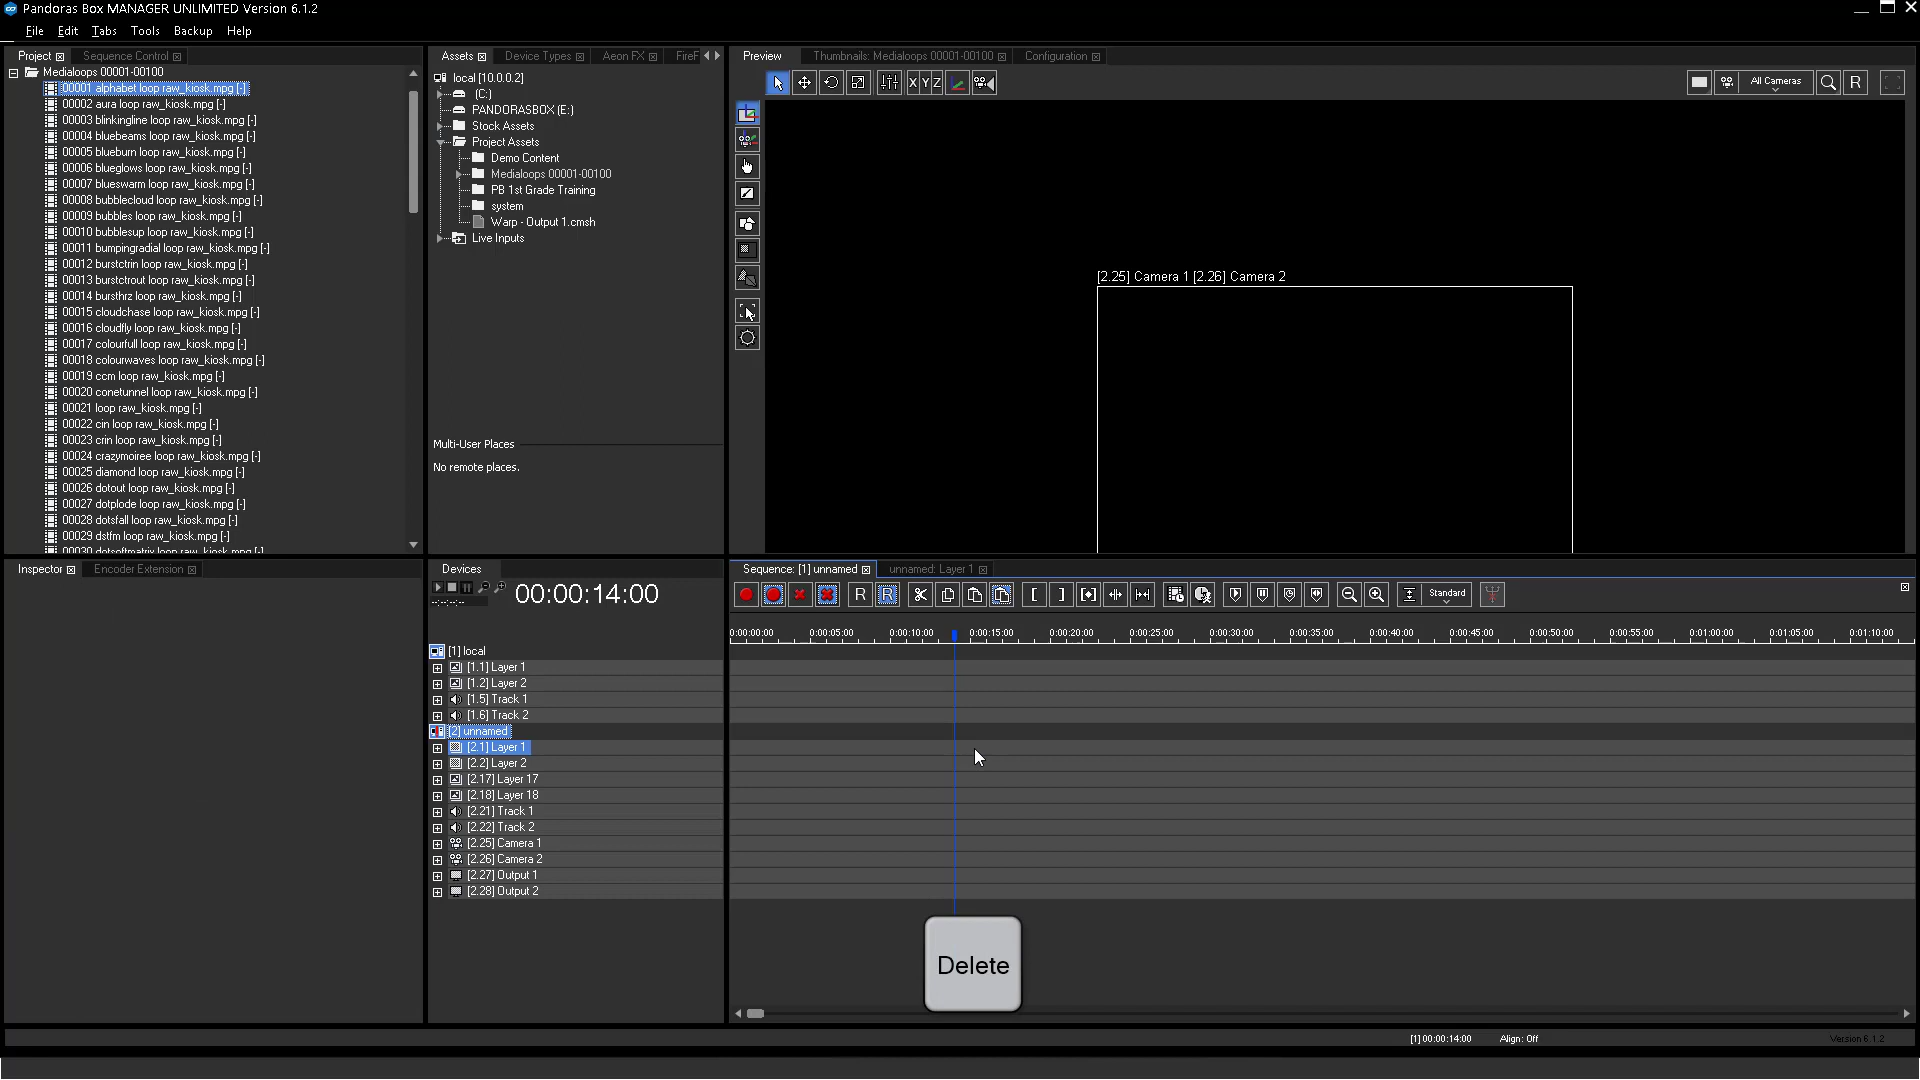 Pandoras Box MANAGER UNLIMITED Version 6.1.2
File Edit Tabs Tools Backup Help
Project Sequence Control
Medialoops 00001-00100
00001 alphabet loop raw_kiosk.mpg [-]
00002 aura loop raw_kiosk.mpg [-]
00003 blinkingline loop raw_kiosk.mpg [-]
00004 bluebeams loop raw_kiosk.mpg [-]
00005 blueburn loop raw_kiosk.mpg [-]
00006 blueglows loop raw_kiosk.mpg [-]
00007 blueswarm loop raw_kiosk.mpg [-]
00008 bubblecloud loop raw_kiosk.mpg [-]
00009 bubbles loop raw_kiosk.mpg [-]
00010 bubblesup loop raw_kiosk.mpg [-]
00011 bumpingradial loop raw_kiosk.mpg [-]
00012 burstctrin loop raw_kiosk.mpg [-]
00013 burstctrout loop raw_kiosk.mpg [-]
00014 bursthrz loop raw_kiosk.mpg [-]
00015 cloudchase loop raw_kiosk.mpg [-]
00016 cloudfly loop raw_kiosk.mpg [-]
00017 colourfull loop raw_kiosk.mpg [-]
00018 colourwaves loop raw_kiosk.mpg [-]
00019 ccm loop raw_kiosk.mpg [-]
00020 conetunnel loop raw_kiosk.mpg [-]
00021 loop raw_kiosk.mpg [-]
00022 cin loop raw_kiosk.mpg [-]
00023 crin loop raw_kiosk.mpg [-]
00024 crazymoiree loop raw_kiosk.mpg [-]
00025 diamond loop raw_kiosk.mpg [-]
00026 dotout loop raw_kiosk.mpg [-]
00027 dotplode loop raw_kiosk.mpg [-]
00028 dotsfall loop raw_kiosk.mpg [-]
00029 dstfm loop raw_kiosk.mpg [-]
00030 dotsoftmatrix loop raw_kiosk.mpg [-]
Assets Device Types Aeon FX FireF
local [10.0.0.2]
(C:)
PANDORASBOX (E:)
Stock Assets
Project Assets
Demo Content
Medialoops 00001-00100
PB 1st Grade Training
system
Warp - Output 1.cmsh
Live Inputs
Multi-User Places
No remote places.
Preview Thumbnails: Medialoops 00001-00100 Configuration
X Y Z
All Cameras
R
[2.25] Camera 1 [2.26] Camera 2
Inspector Encoder Extension
Devices
00:00:14:00
--:--:--:--
[1] local
[1.1] Layer 1
[1.2] Layer 2
[1.5] Track 1
[1.6] Track 2
[2] unnamed
[2.1] Layer 1
[2.2] Layer 2
[2.17] Layer 17
[2.18] Layer 18
[2.21] Track 1
[2.22] Track 2
[2.25] Camera 1
[2.26] Camera 2
[2.27] Output 1
[2.28] Output 2
Sequence: [1] unnamed unnamed: Layer 1
R R Standard
0:00:00:00 0:00:05:00 0:00:10:00 0:00:15:00 0:00:20:00 0:00:25:00 0:00:30:00 0:00:35:00 0:00:40:00 0:00:45:00 0:00:50:00 0:00:55:00 0:01:00:00 0:01:05:00 0:01:10:00
Delete
[1] 00:00:14:00 Align: Off Version 6.1.2